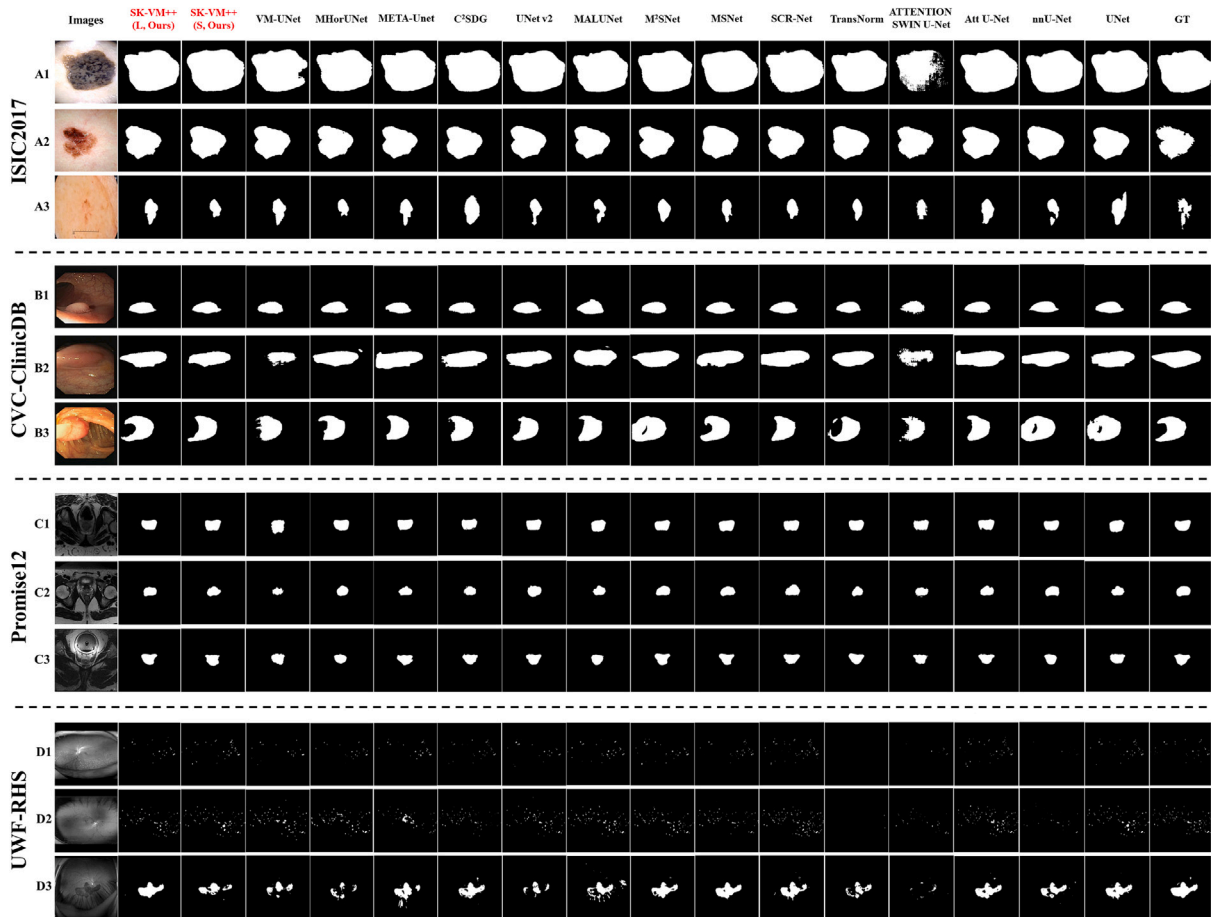 Images SK-VM++ (L, Ours) SK-VM++ (S, Ours) VM-UNet MHorUNet META-Unet C²SDG UNet v2 MALUNet M²SNet MSNet SCR-Net TransNorm ATTENTION SWIN U-Net Att U-Net nnU-Net UNet GT
ISIC2017
A1
A2
A3
CVC-ClinicDB
B1
B2
B3
Promise12
C1
C2
C3
UWF-RHS
D1
D2
D3